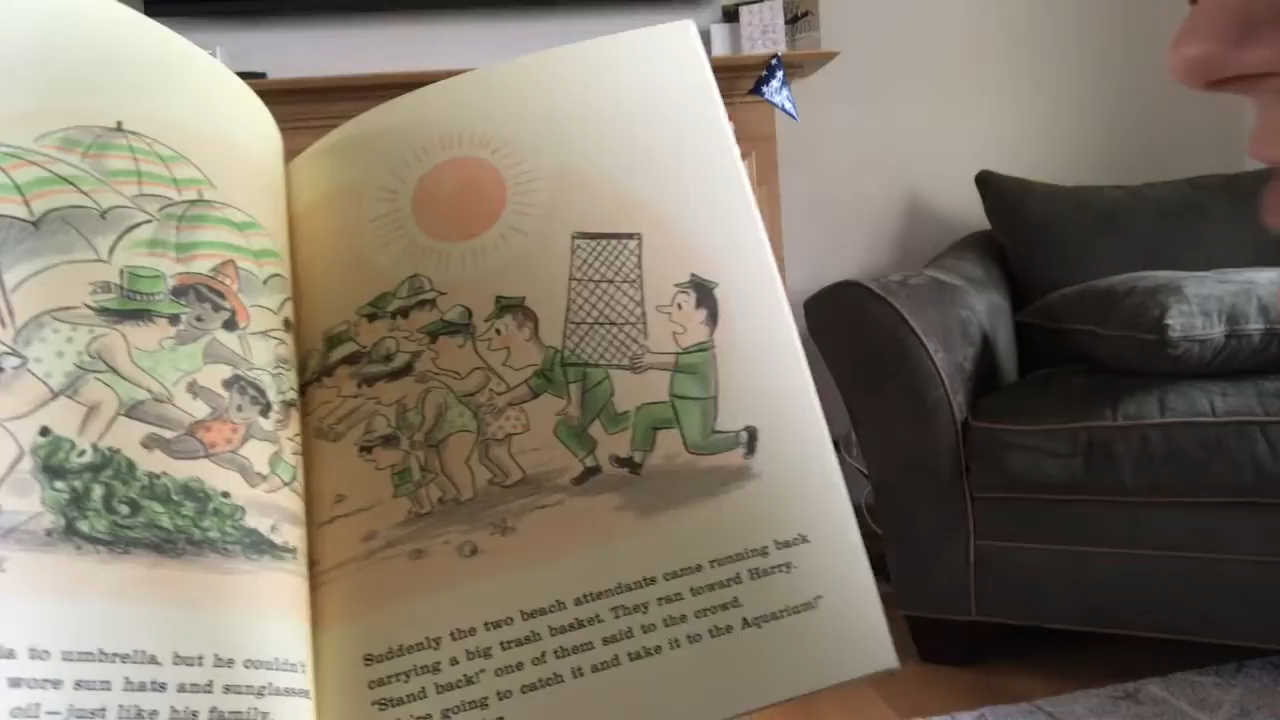 to umbrella, but he couldn't
wore sun hats and sunglasses
oil—just like his family.
Suddenly the two beach attendants came running back
carrying a big trash basket. They ran toward Harry.
"Stand back!" one of them said to the crowd.
going to catch it and take it to the Aquarium!"